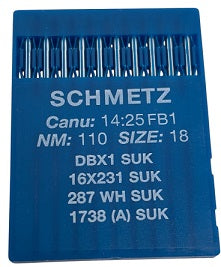 SCHMETZ
Canu: 14:25 FB1
NM: 110 SIZE: 18
DBX1 SUK
16X231 SUK
287 WH SUK
1738 (A) SUK